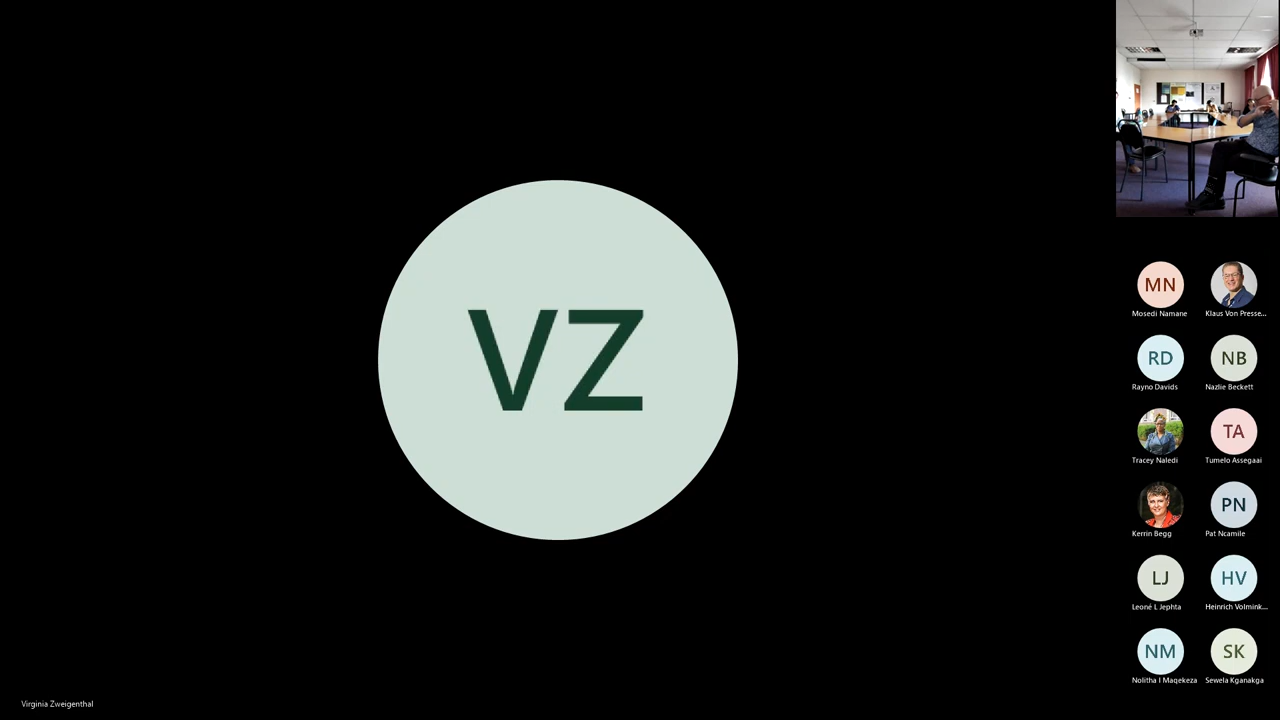 VZ
Virginia Zweigenthal
MN
Mosedi Namane
Klaus Von Presse...
RD
Rayno Davids
NB
Nazlie Beckett
Tracey Naledi
TA
Tumelo Assegaai
Kerrin Begg
PN
Pat Ncamile
LJ
Leoné L Jephta
HV
Heinrich Volmink...
NM
Nolitha I Maqekeza
SK
Sewela Kganakga